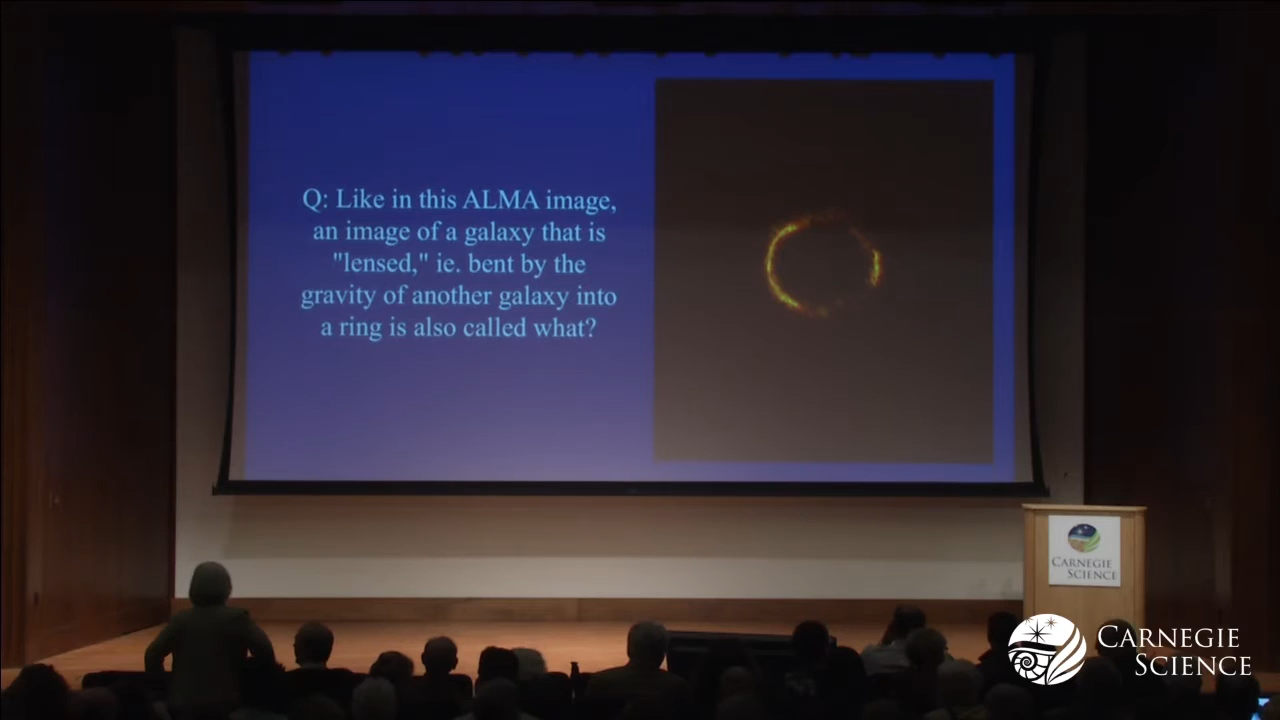 Q: Like in this ALMA image,
an image of a galaxy that is
"lensed," ie. bent by the
gravity of another galaxy into
a ring is also called what?
CARNEGIE
SCIENCE
CARNEGIE
SCIENCE